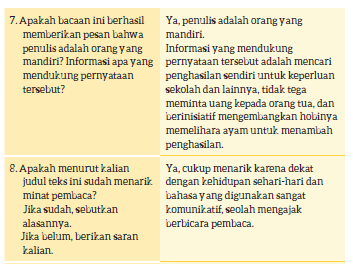 7. Apakah bacaan ini berhasil
memberikan pesan bahwa
penulis adalah orang yang
mandiri? Informasi apa yang
mendukung pernyataan
tersebut?
Ya, penulis adalah orang yang
mandiri.
Informasi yang mendukung
pernyataan tersebut adalah mencari
penghasilan sendiri untuk keperluan
sekolah dan lainnya, tidak tega
meminta uang kepada orang tua, dan
berinisiatif mengembangkan hobinya
memelihara ayam untuk menambah
penghasilan.
8. Apakah menurut kalian
judul teks ini sudah menarik
minat pembaca?
Jika sudah, sebutkan
alasannya.
Jika belum, berikan saran
kalian.
Ya, cukup menarik karena dekat
dengan kehidupan sehari-hari dan
bahasa yang digunakan sangat
komunikatif, seolah mengajak
berbicara pembaca.